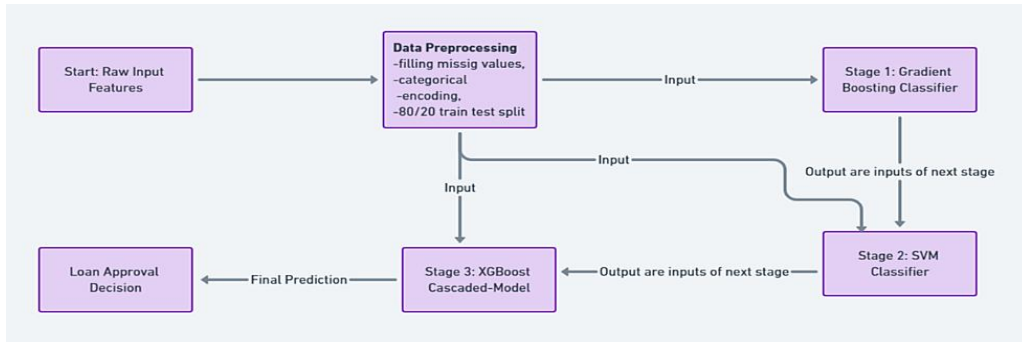 Start: Raw Input
Features
Data Preprocessing
-filling missig values,
-categorical
-encoding,
-80/20 train test split
Input
Stage 1: Gradient
Boosting Classifier
Input
Input
Output are inputs of next stage
Loan Approval
Decision
Final Prediction
Stage 3: XGBoost
Cascaded-Model
Output are inputs of next stage
Stage 2: SVM
Classifier